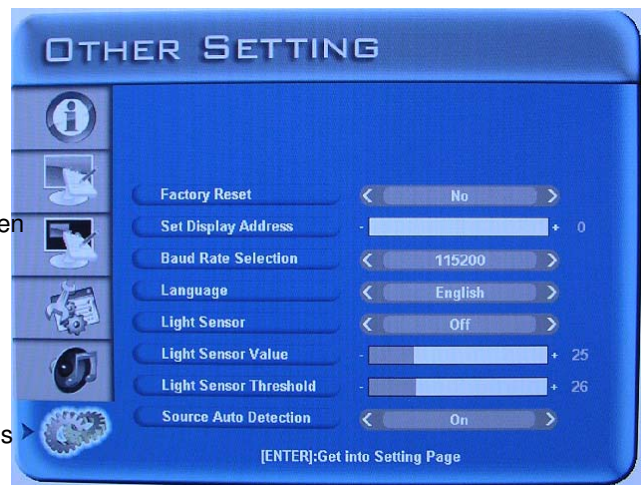 OTHER SETTING
Factory Reset < No >
en
Set Display Address - + 0
Baud Rate Selection < 115200 >
Language < English >
Light Sensor < Off >
Light Sensor Value - + 25
Light Sensor Threshold - + 26
s
Source Auto Detection < On >
[ENTER]:Get into Setting Page